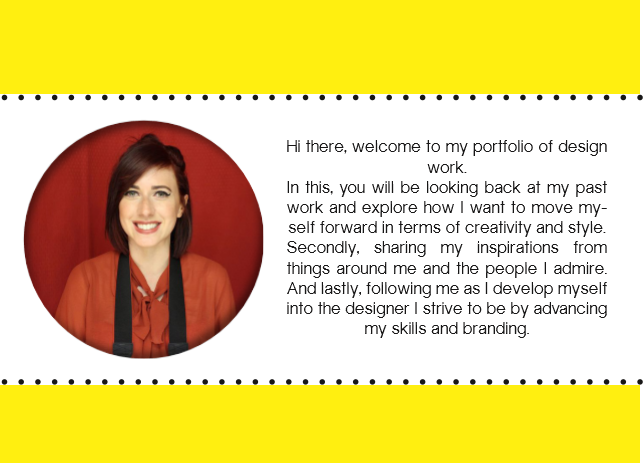 Hi there, welcome to my portfolio of design
work.
In this, you will be looking back at my past
work and explore how I want to move my-
self forward in terms of creativity and style.
Secondly, sharing my inspirations from
things around me and the people I admire.
And lastly, following me as I develop myself
into the designer I strive to be by advancing
my skills and branding.